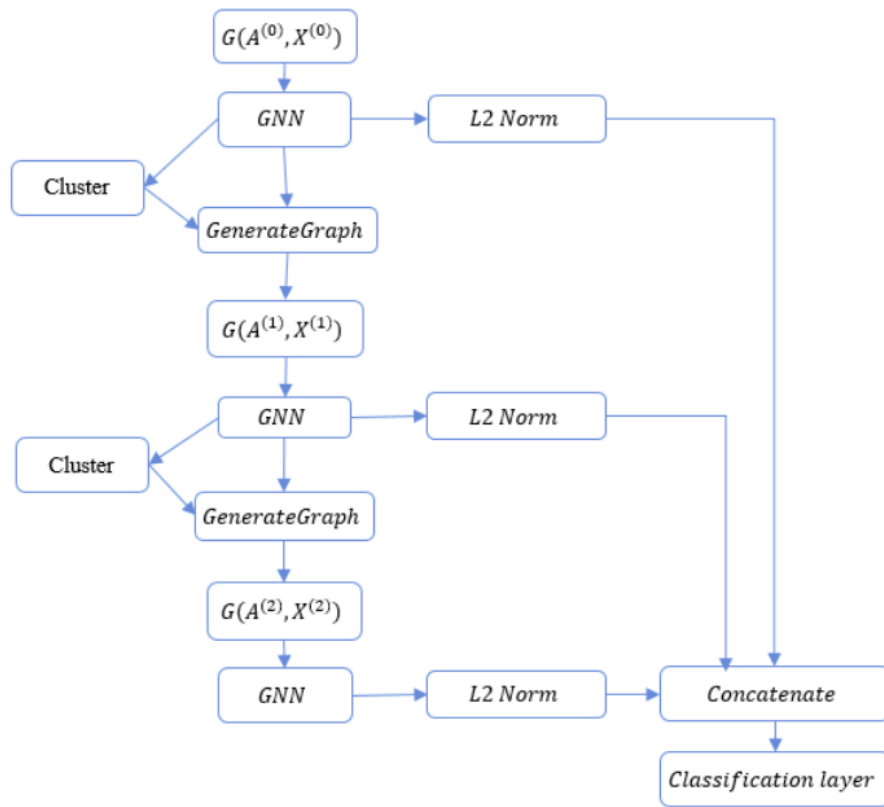 G(A^(0), X^(0))
GNN
L2 Norm
Cluster
GenerateGraph
G(A^(1), X^(1))
GNN
L2 Norm
Cluster
GenerateGraph
G(A^(2), X^(2))
GNN
L2 Norm
Concatenate
Classification layer